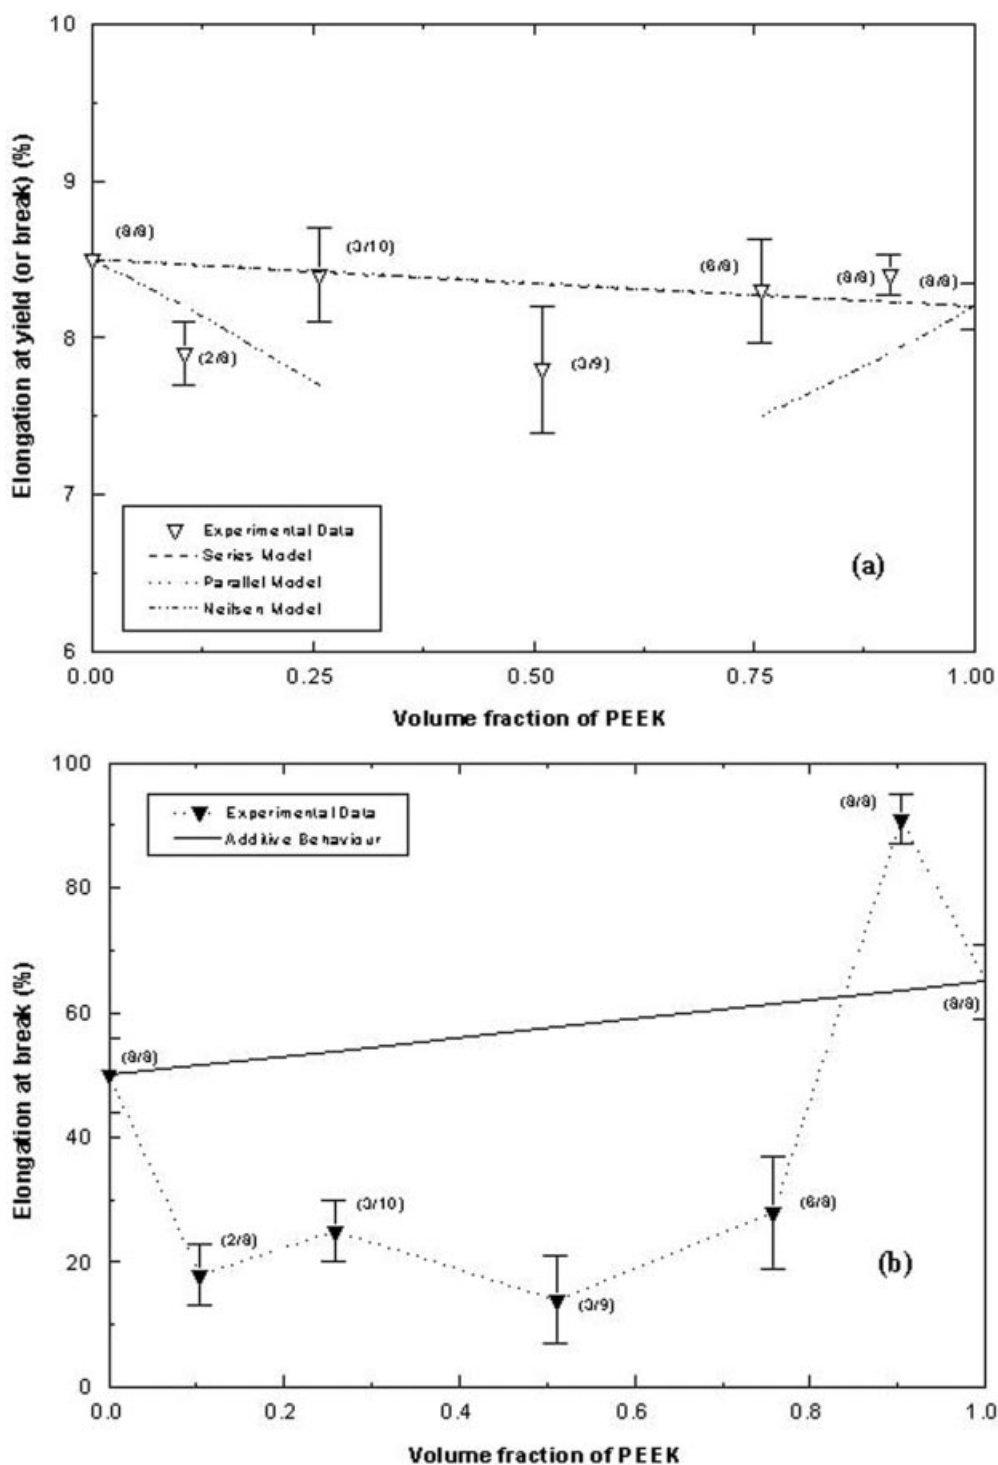 10
9
8
7
6
Elongation at yield (or break) (%)
(8/8)
(3/10)
(6/8)
(8/8)
(8/8)
(2/8)
(3/9)
Experimental Data
Series Model
Parallel Model
Neilsen Model
(a)
0.00 0.25 0.50 0.75 1.00
Volume fraction of PEEK
100
80
60
40
20
0
Elongation at break (%)
Experimental Data
Additive Behaviour
(8/8)
(8/8)
(8/8)
(3/10)
(6/8)
(2/8)
(3/9)
(b)
0.0 0.2 0.4 0.6 0.8 1.0
Volume fraction of PEEK